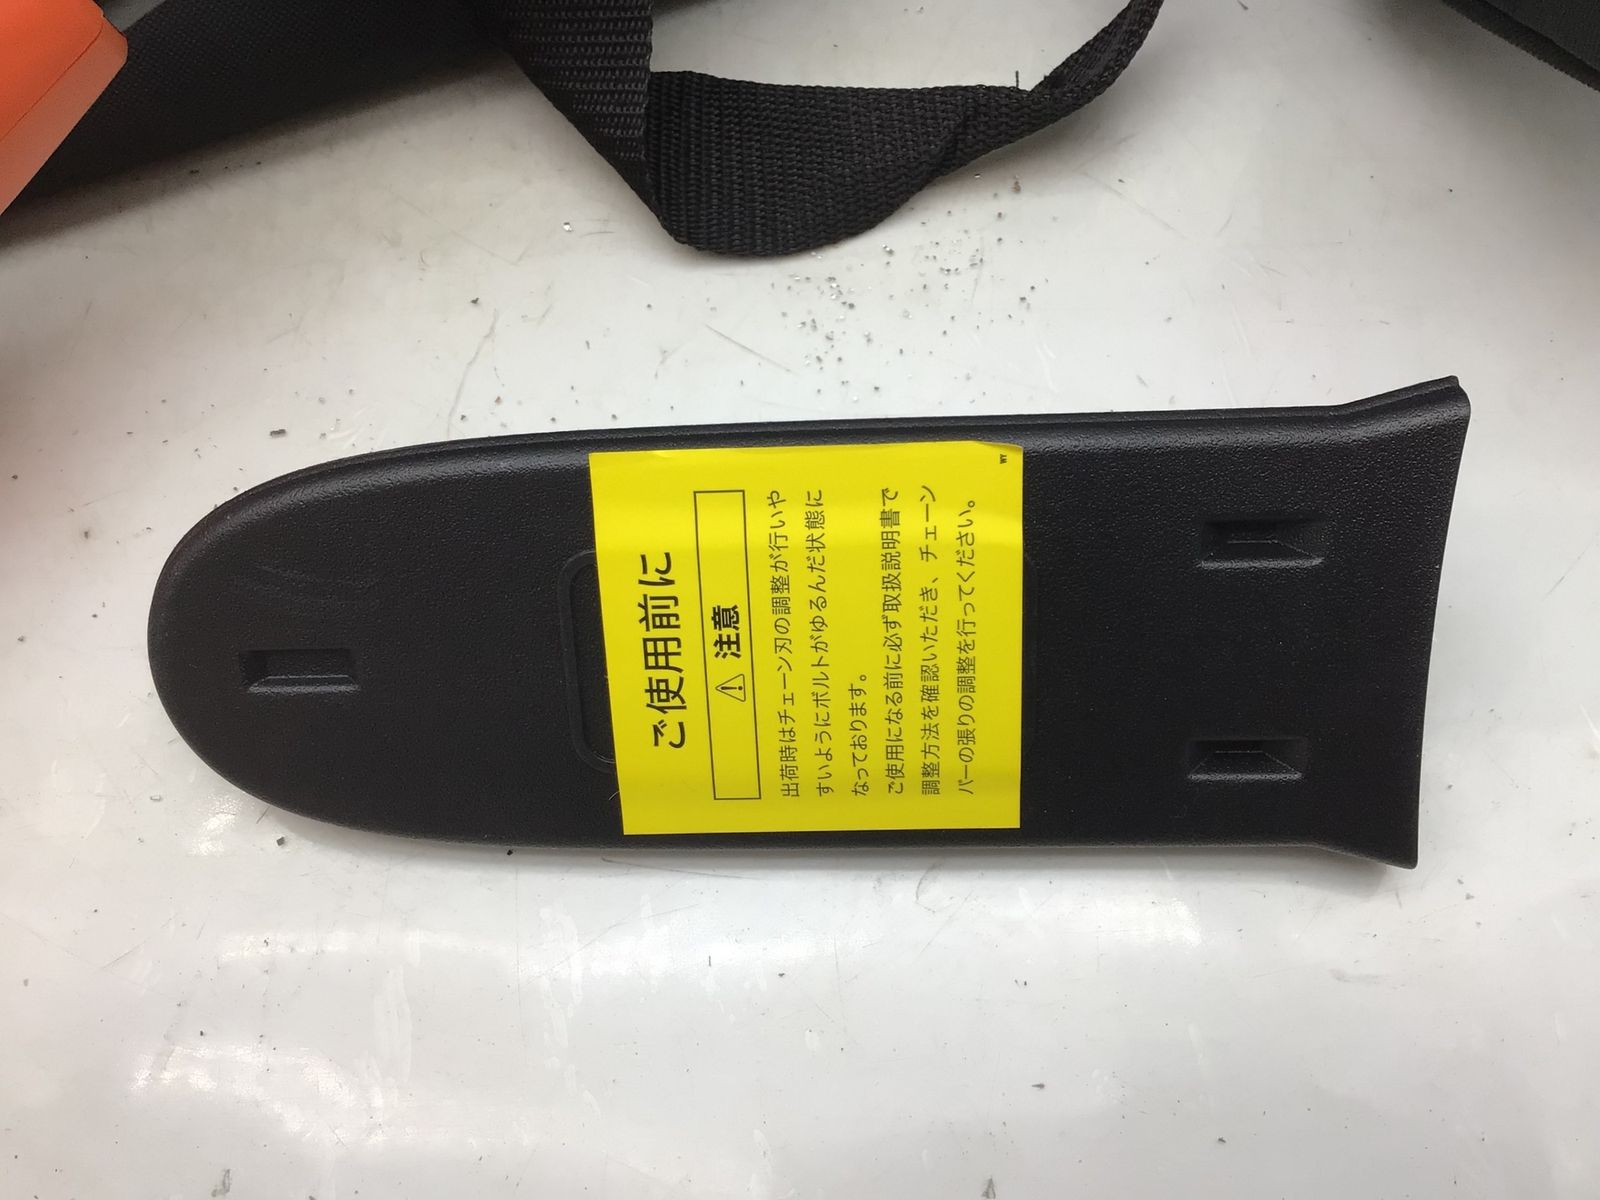 ご使用前に
⚠ 注意
出荷時はチェーン刃の調整が行いや
すいようにボルトがゆるんだ状態に
なっております。
ご使用になる前に必ず取扱説明書で
調整方法を確認いただき、チェーン
バーの張りの調整を行ってください。
WY